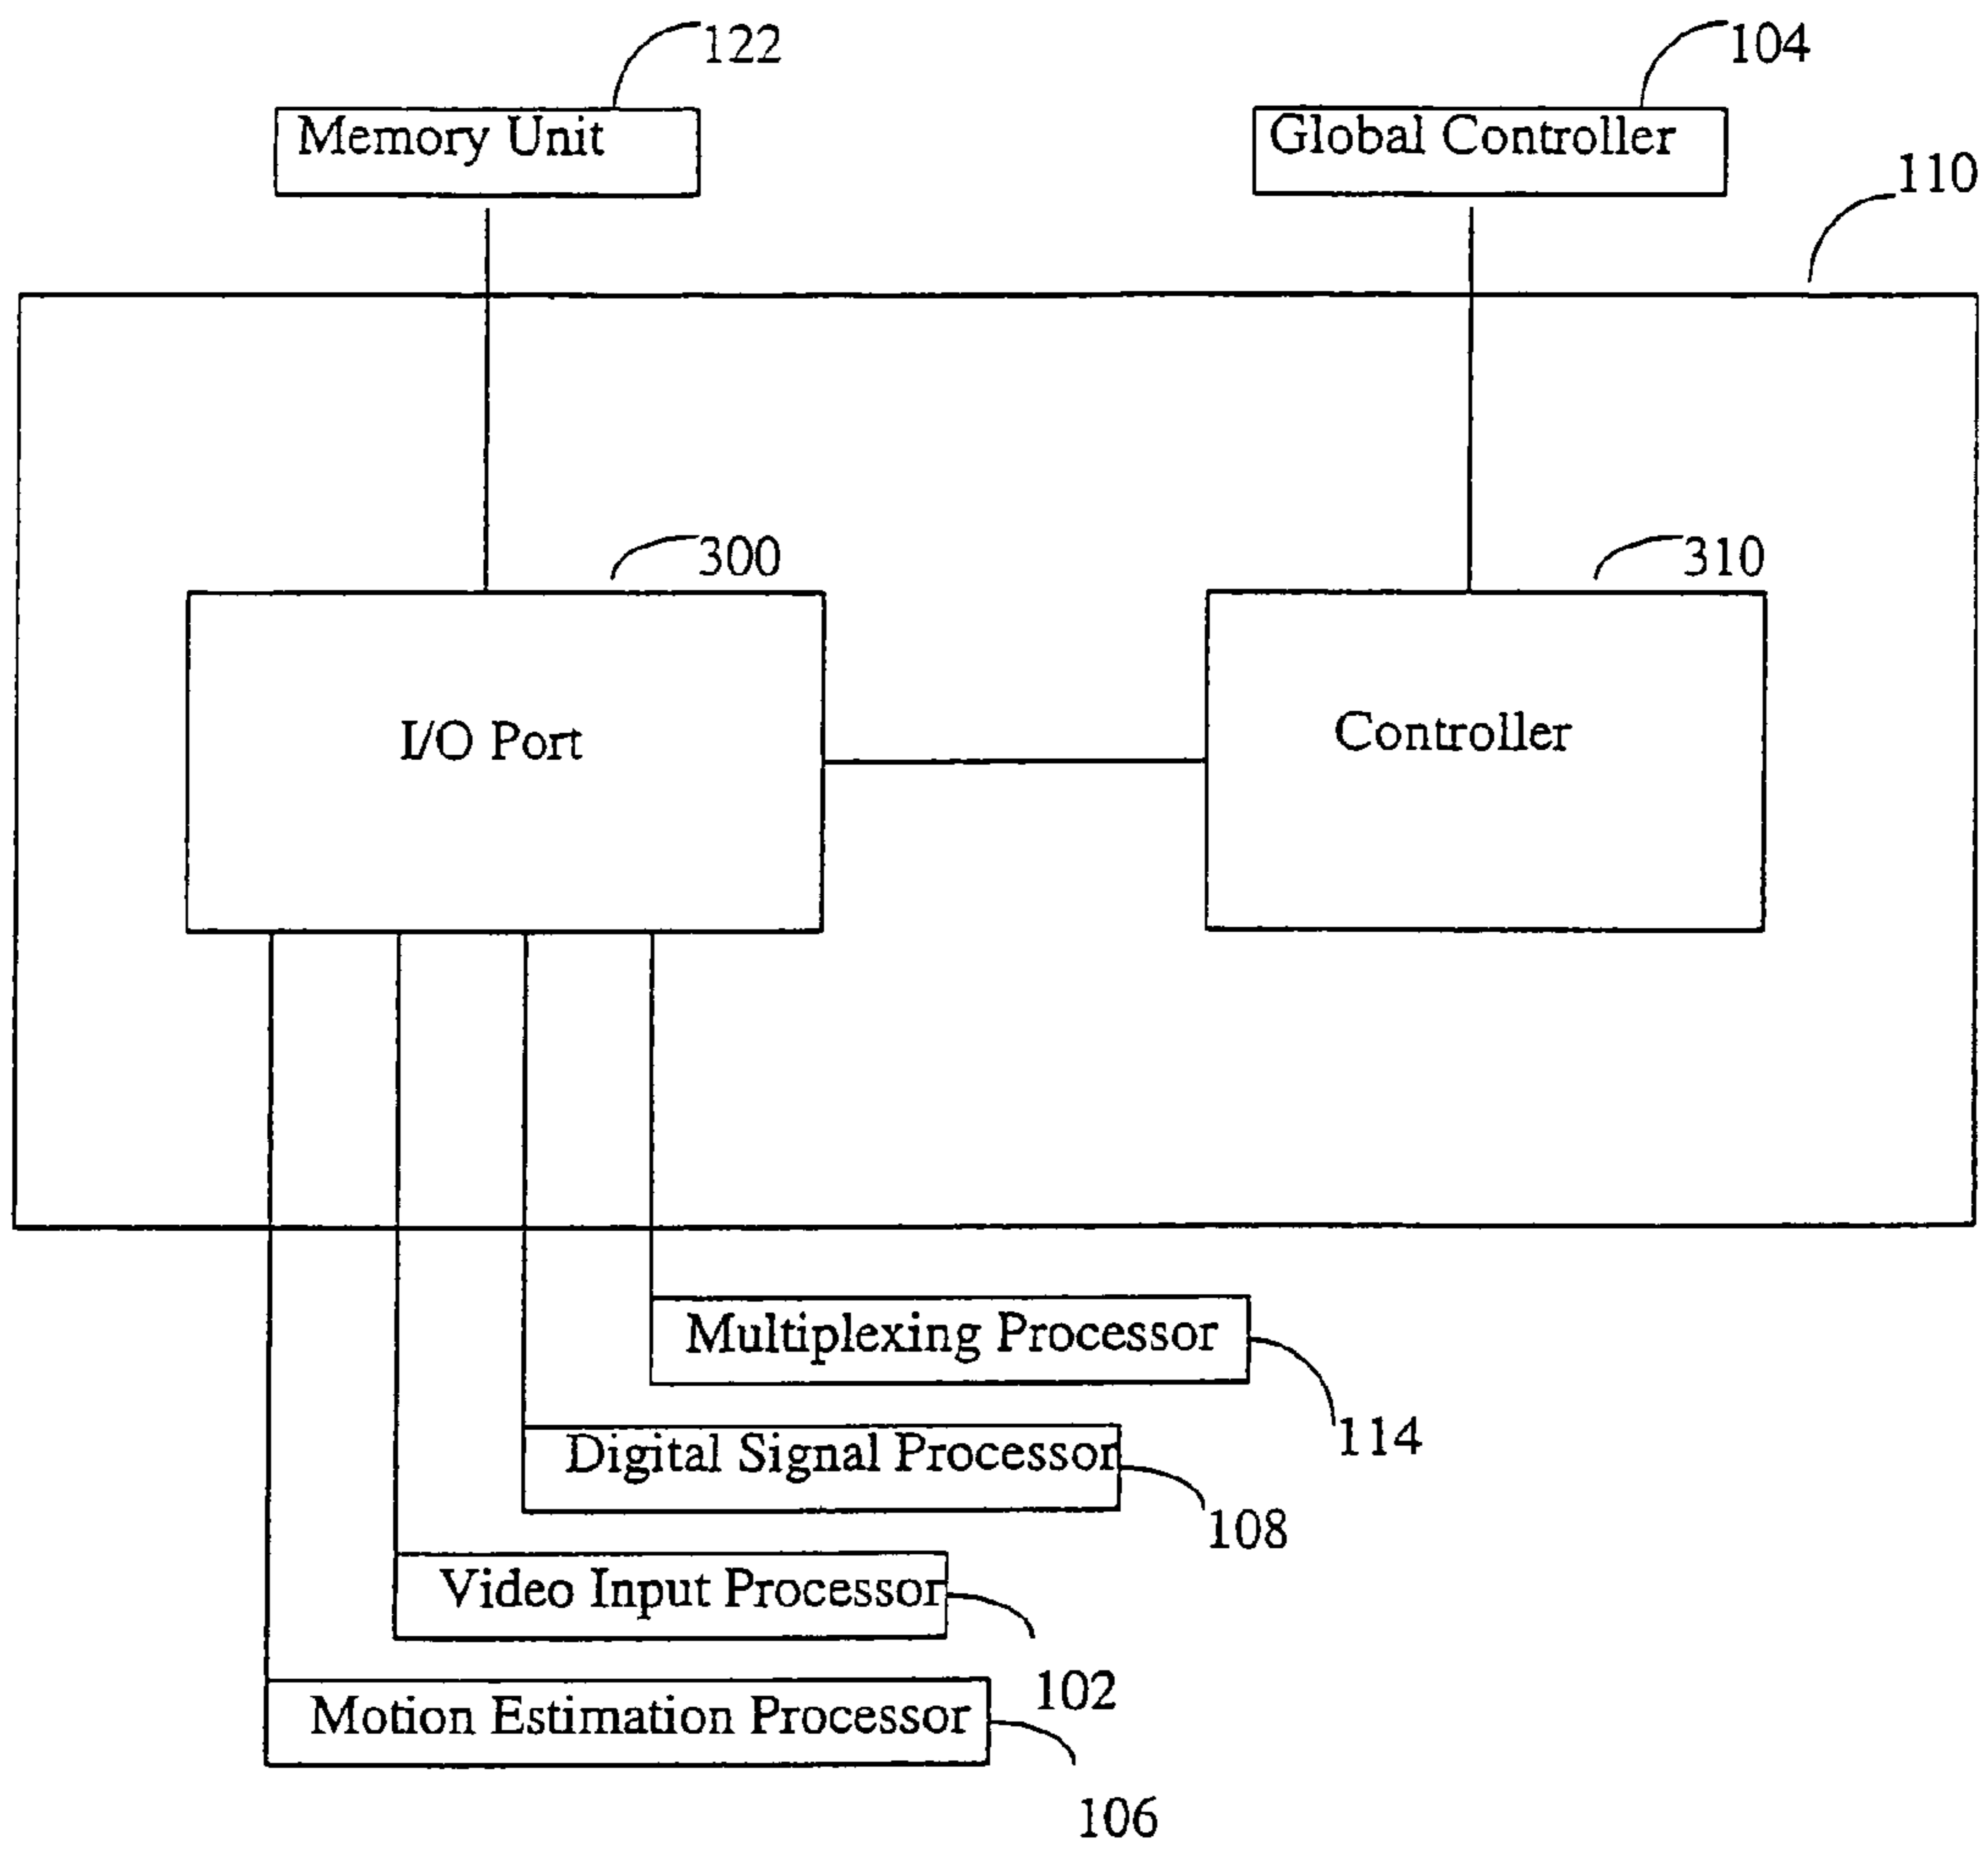 122
104
Memory Unit
Global Controller
110
300
310
I/O Port
Controller
Multiplexing Processor
114
Digital Signal Processor
108
Video Input Processor
102
Motion Estimation Processor
106